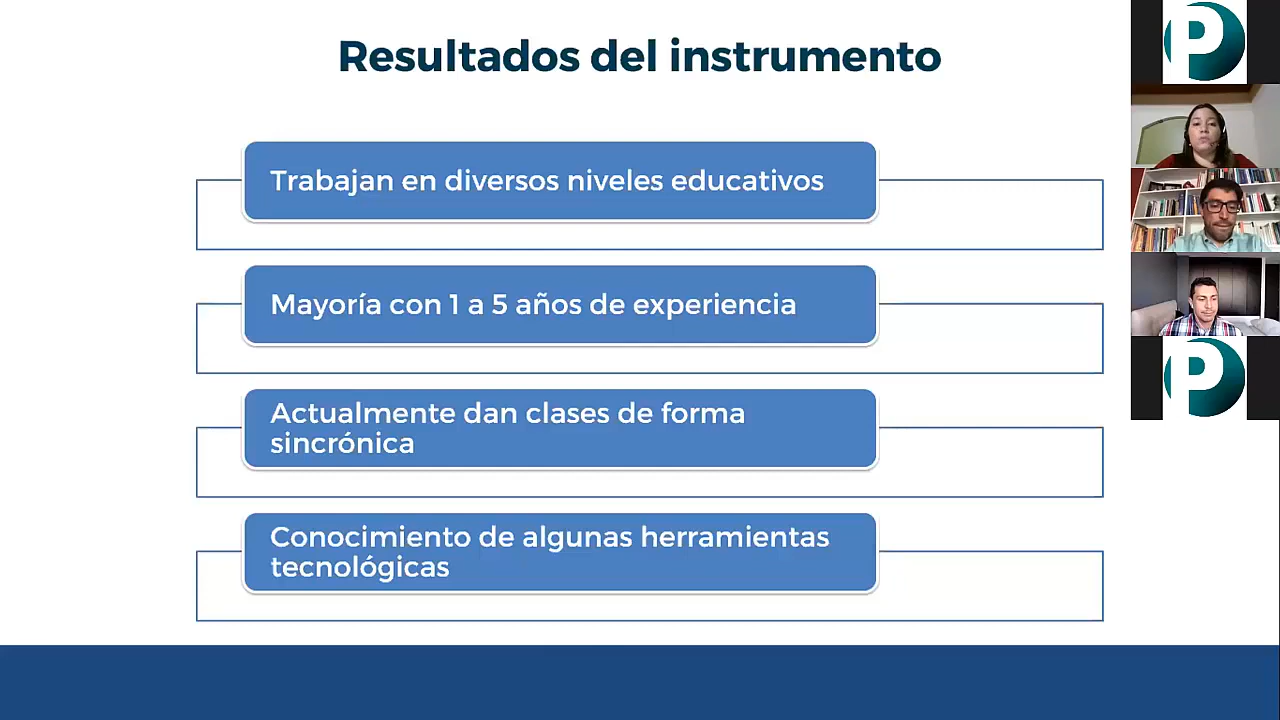 Resultados del instrumento
Trabajan en diversos niveles educativos
Mayoría con 1 a 5 años de experiencia
Actualmente dan clases de forma
sincrónica
Conocimiento de algunas herramientas
tecnológicas
P
P